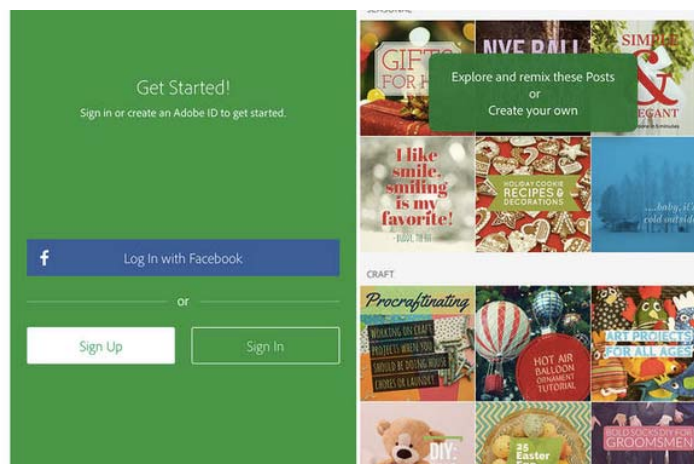 Get Started!
Sign in or create an Adobe ID to get started.
f
Log In with Facebook
or
Sign Up
Sign In
SEASONAL
GIFTS
FOR H
NYE BALL
SIMPLE
&
ELEGANT
Explore and remix these Posts
or
Create your own
I like
smile,
smiling
is my
favorite!
HOLIDAY COOKIE
RECIPES &
DECORATIONS
....baby, it's
cold outside
CRAFT
Procraftinating
WORKING ON CRAFT
PROJECTS WHEN YOU
SHOULD BE DOING HOUSE
CHORES OR LAUNDRY.
HOT AIR
BALLOON
ORNAMENT
TUTORIAL
ART PROJECTS
FOR ALL AGES
DIY:
25
Easter
Egg
BOLD SOCKS DIY FOR
GROOMSMEN